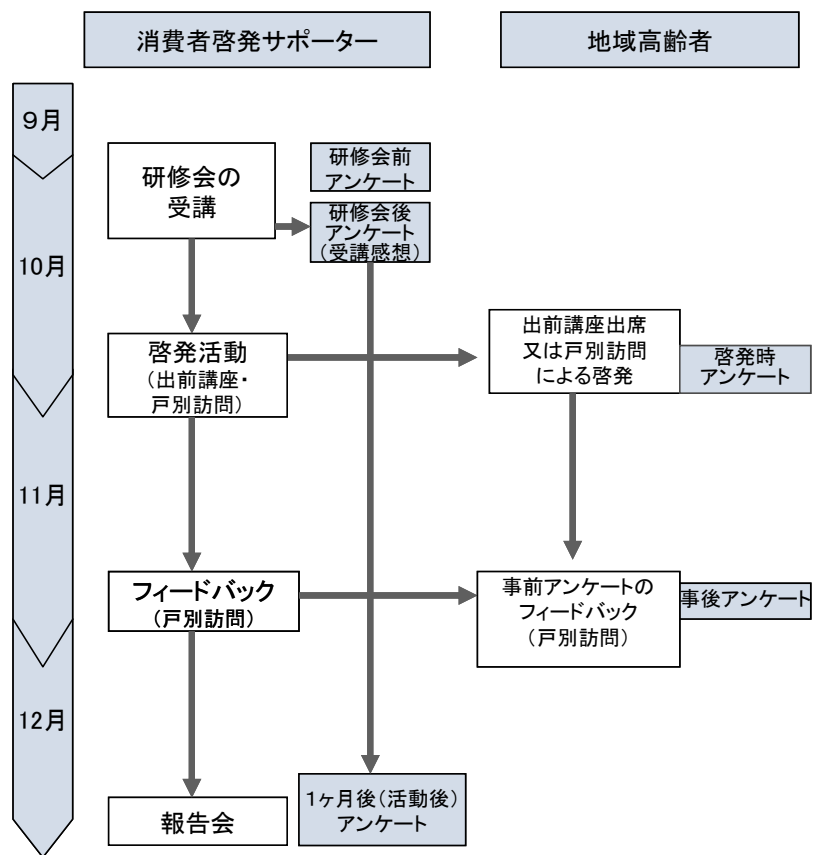 消費者啓発サポーター
地域高齢者
9月
10月
11月
12月
研修会の
受講
研修会前
アンケート
研修会後
アンケート
(受講感想)
啓発活動
(出前講座・
戸別訪問)
出前講座出席
又は戸別訪問
による啓発
啓発時
アンケート
フィードバック
(戸別訪問)
事前アンケートの
フィードバック
(戸別訪問)
事後アンケート
報告会
1ヶ月後(活動後)
アンケート